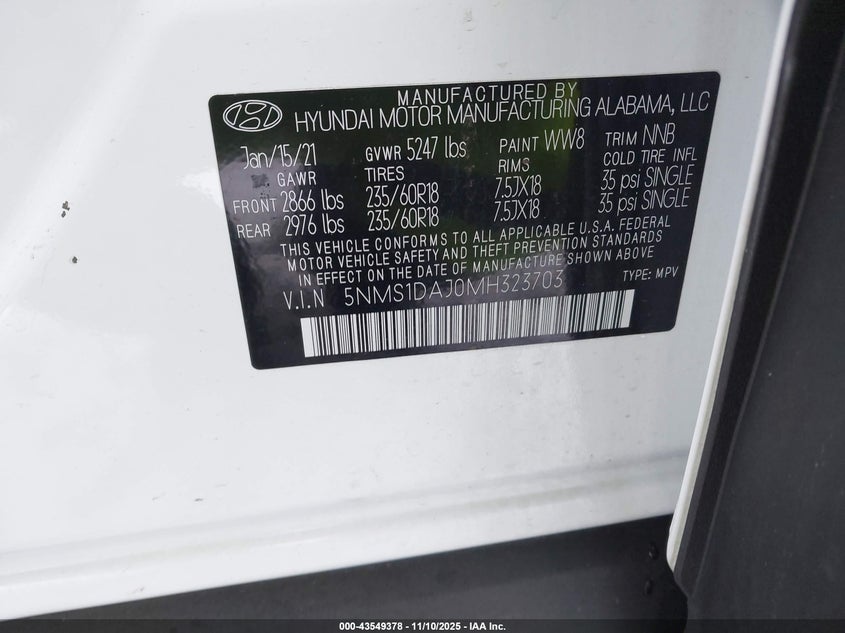 MANUFACTURED BY
HYUNDAI MOTOR MANUFACTURING ALABAMA, LLC
Jan/15/21 GVWR 5247 lbs PAINT WW8 TRIM NNB
GAWR TIRES RIMS COLD TIRE INFL
FRONT 2866 lbs 235/60R18 7.5JX18 35 psi SINGLE
REAR 2976 lbs 235/60R18 7.5JX18 35 psi SINGLE
THIS VEHICLE CONFORMS TO ALL APPLICABLE U.S.A. FEDERAL
MOTOR VEHICLE SAFETY AND THEFT PREVENTION STANDARDS
IN EFFECT ON THE DATE OF MANUFACTURE SHOWN ABOVE
V.I.N 5NMS1DAJ0MH323703 TYPE: MPV
000-43549378 - 11/10/2025 - IAA Inc.